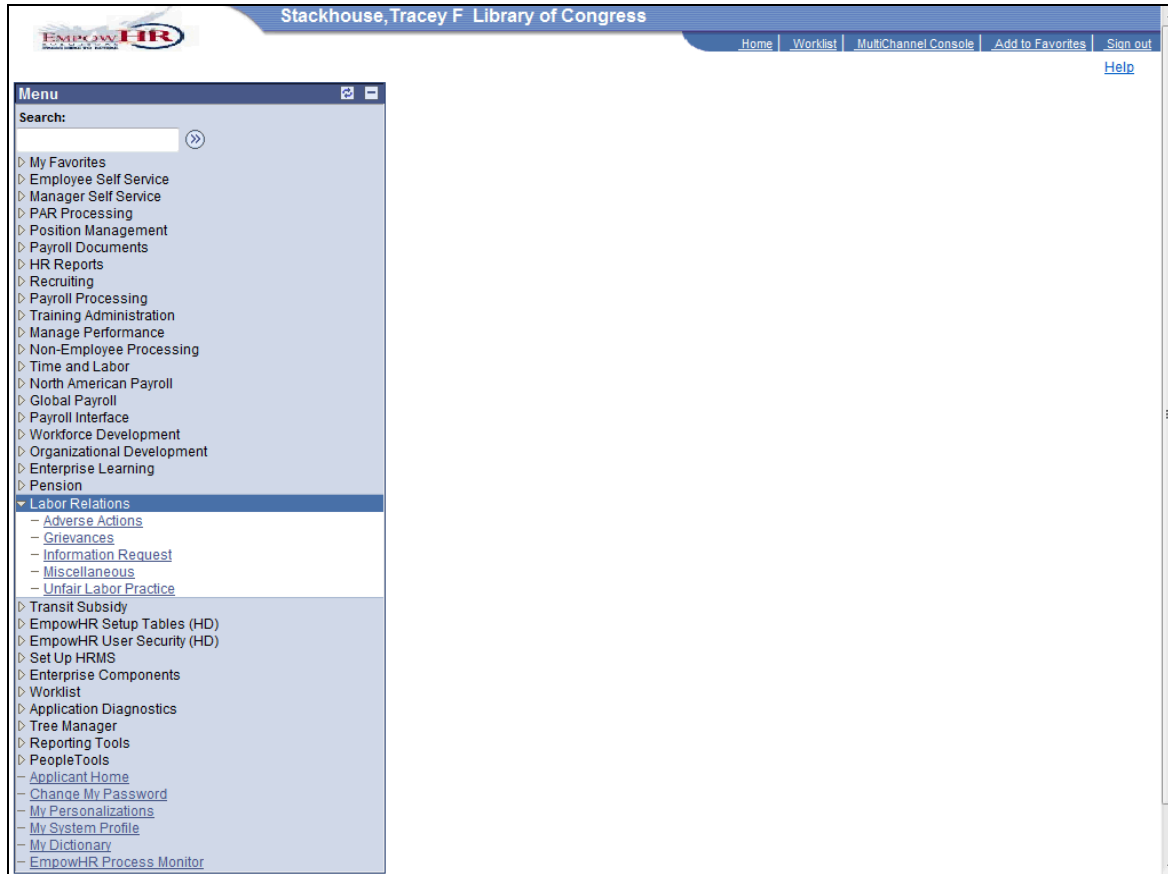 Stackhouse,Tracey F Library of Congress
EMPOWHR
Home Worklist MultiChannel Console Add to Favorites Sign out
Help
Menu
Search:
My Favorites
Employee Self Service
Manager Self Service
PAR Processing
Position Management
Payroll Documents
HR Reports
Recruiting
Payroll Processing
Training Administration
Manage Performance
Non-Employee Processing
Time and Labor
North American Payroll
Global Payroll
Payroll Interface
Workforce Development
Organizational Development
Enterprise Learning
Pension
Labor Relations
Adverse Actions
Grievances
Information Request
Miscellaneous
Unfair Labor Practice
Transit Subsidy
EmpowHR Setup Tables (HD)
EmpowHR User Security (HD)
Set Up HRMS
Enterprise Components
Worklist
Application Diagnostics
Tree Manager
Reporting Tools
PeopleTools
Applicant Home
Change My Password
My Personalizations
My System Profile
My Dictionary
EmpowHR Process Monitor